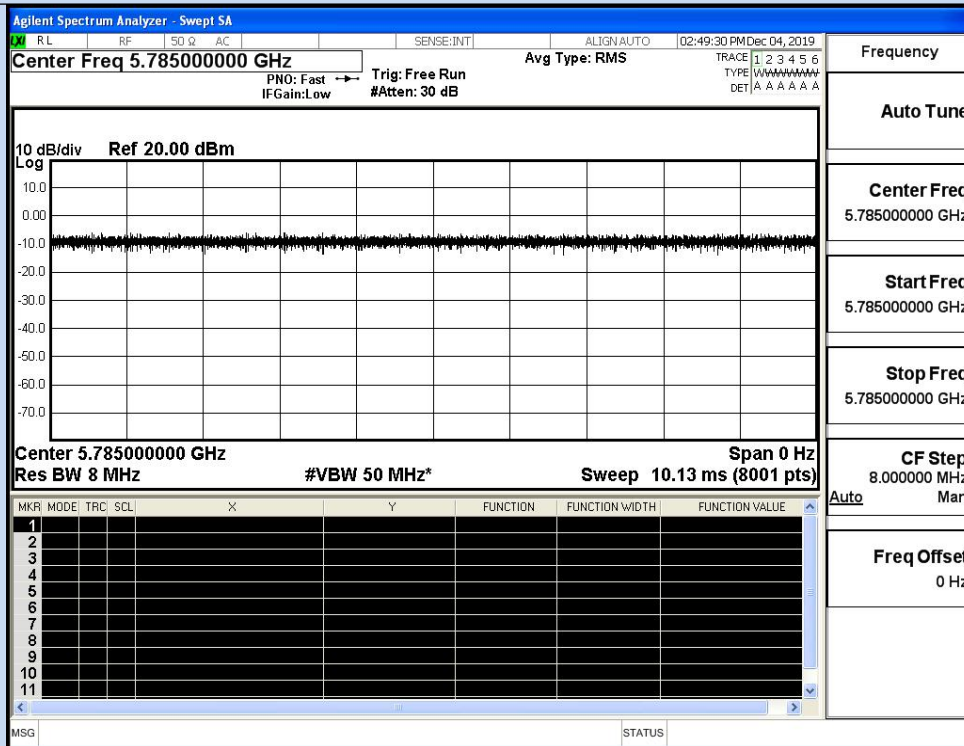 Agilent Spectrum Analyzer - Swept SA
LXI RL RF 50 Ω AC SENSE:INT ALIGN AUTO 02:49:30 PM Dec 04, 2019
Center Freq 5.785000000 GHz
PNO: Fast
IFGain:Low
Trig: Free Run
#Atten: 30 dB
Avg Type: RMS
TRACE 1 2 3 4 5 6
TYPE WWWWWW
DET A A A A A A
10 dB/div Ref 20.00 dBm
Log
10.0
0.00
-10.0
-20.0
-30.0
-40.0
-50.0
-60.0
-70.0
Center 5.785000000 GHz Span 0 Hz
Res BW 8 MHz #VBW 50 MHz* Sweep 10.13 ms (8001 pts)
MKR MODE TRC SCL X Y FUNCTION FUNCTION WIDTH FUNCTION VALUE
1
2
3
4
5
6
7
8
9
10
11
MSG STATUS
Frequency
Auto Tune
Center Freq
5.785000000 GHz
Start Freq
5.785000000 GHz
Stop Freq
5.785000000 GHz
CF Step
8.000000 MHz
Auto Man
Freq Offset
0 Hz